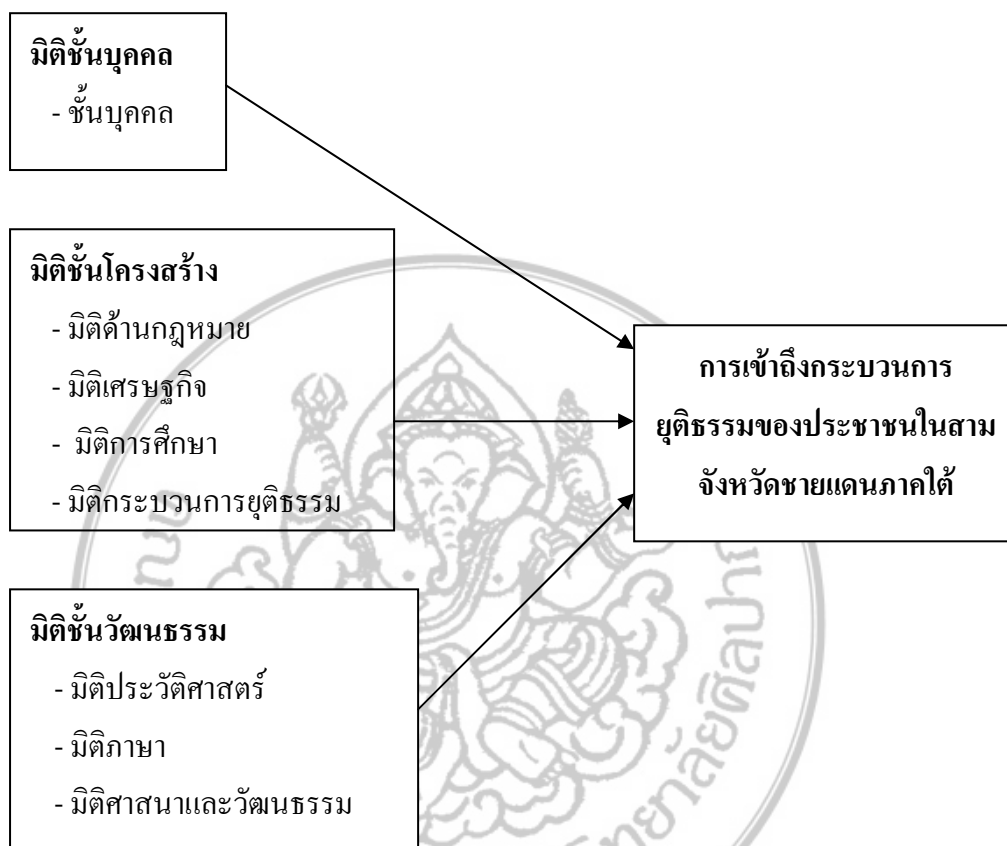 มิติชั้นบุคคล
- ชั้นบุคคล
มิติชั้นโครงสร้าง
- มิติด้านกฎหมาย
- มิติเศรษฐกิจ
- มิติการศึกษา
- มิติกระบวนการยุติธรรม
มิติชั้นวัฒนธรรม
- มิติประวัติศาสตร์
- มิติภาษา
- มิติศาสนาและวัฒนธรรม
การเข้าถึงกระบวนการ
ยุติธรรมของประชาชนในสาม
จังหวัดชายแดนภาคใต้